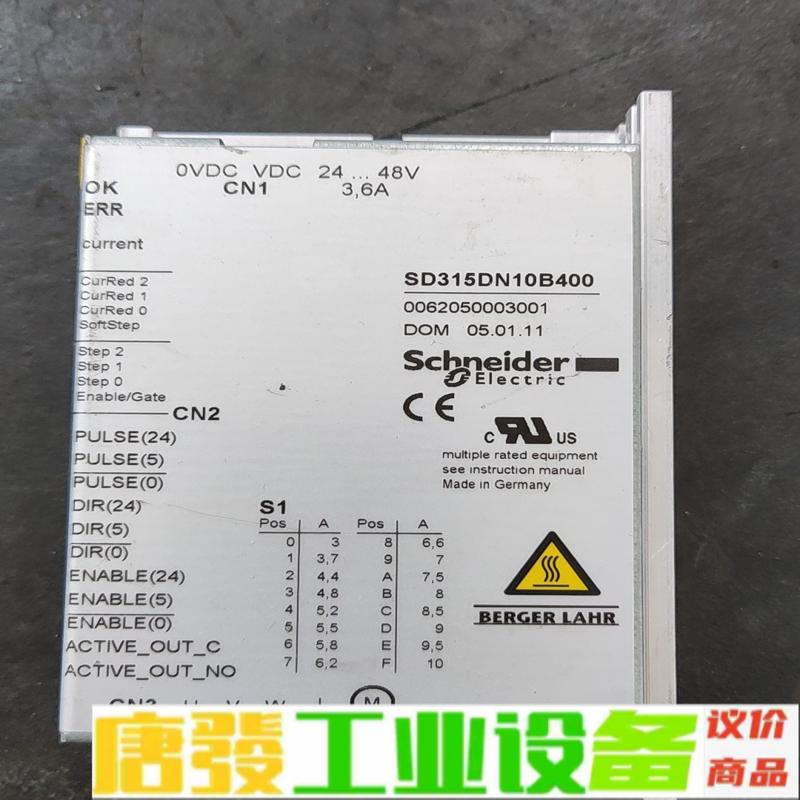 0VDC VDC 24 ... 48V
OK CN1 3,6A
ERR
current
CurRed 2
CurRed 1
CurRed 0
SoftStep
Step 2
Step 1
Step 0
Enable/Gate
CN2
PULSE(24)
PULSE(5)
PULSE(0)
DIR(24)
DIR(5)
DIR(0)
ENABLE(24)
ENABLE(5)
ENABLE(0)
ACTIVE_OUT_C
ACTIVE_OUT_NO
SD315DN10B400
0062050003001
DOM 05.01.11
Schneider
Electric
CE
C RU US
multiple rated equipment
see instruction manual
Made in Germany
S1
Pos A Pos A
0 3 8 6,6
1 3,7 9 7
2 4,4 A 7,5
3 4,8 B 8
4 5,2 C 8,5
5 5,5 D 9
6 5,8 E 9,5
7 6,2 F 10
BERGER LAHR
CN3 U V W M
唐發工业设备
议价
商品